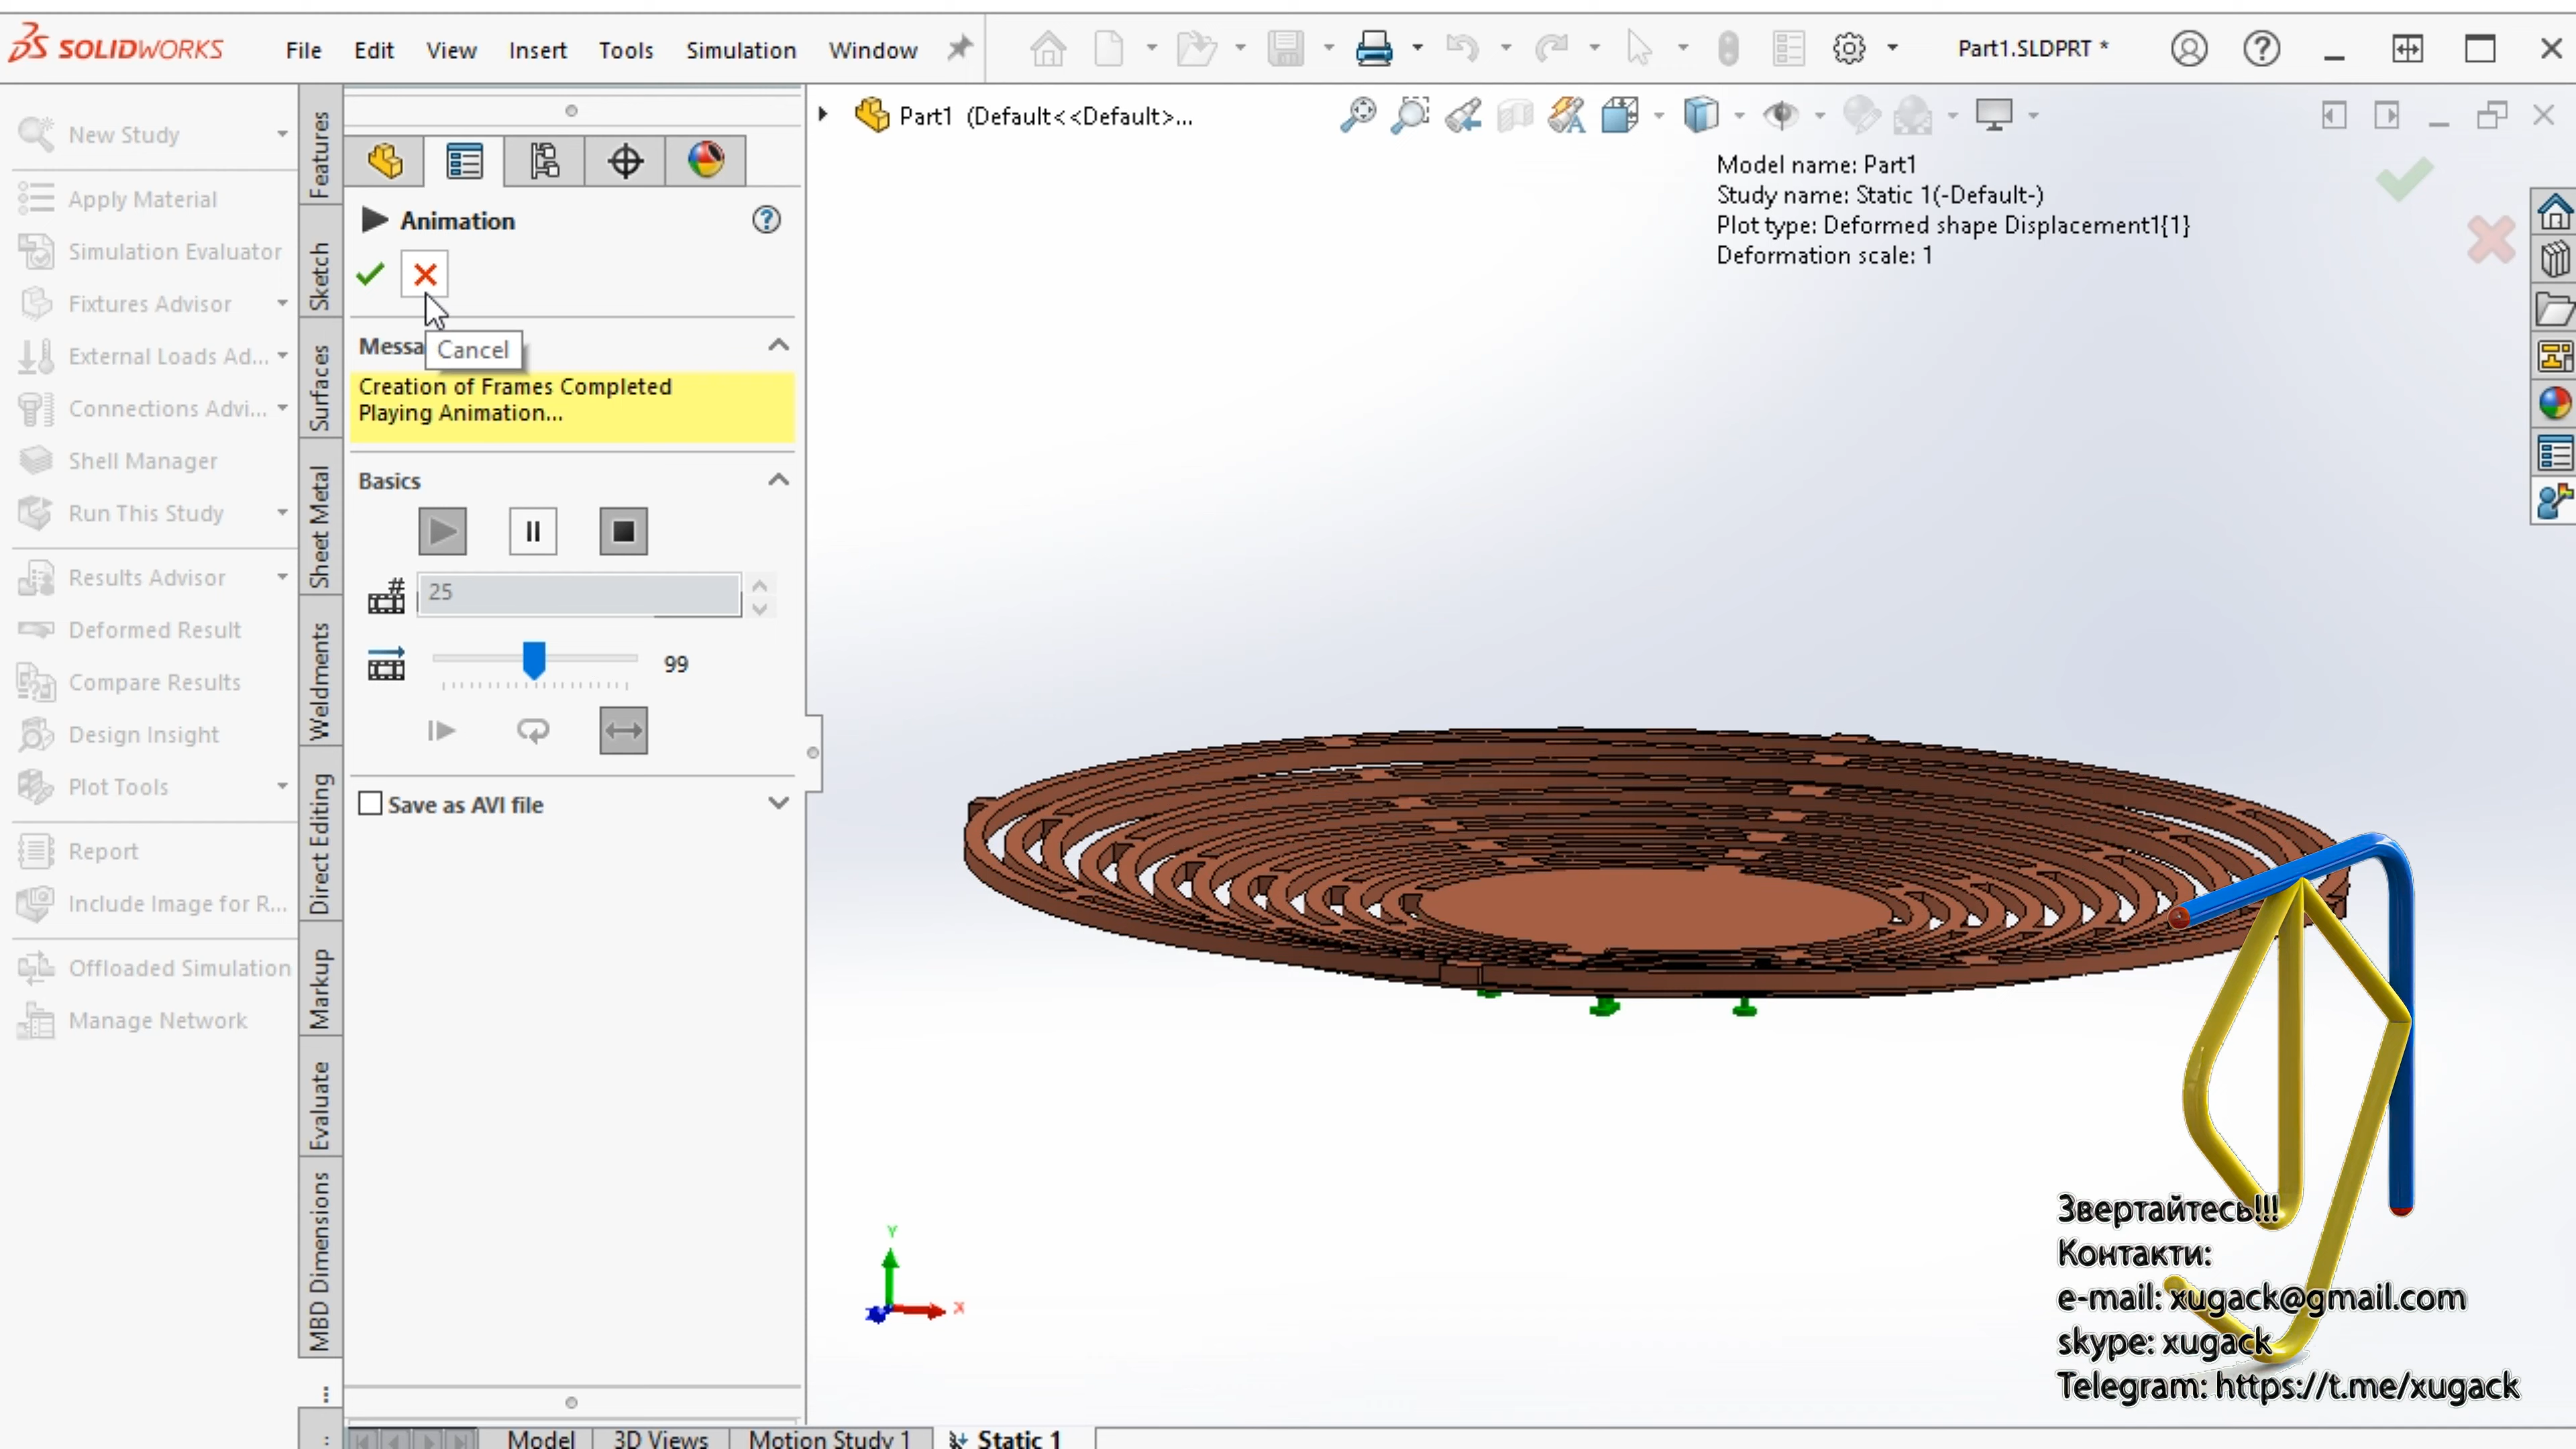 SOLIDWORKS
File Edit View Insert Tools Simulation Window
Part1.SLDPRT *
New Study
Apply Material
Simulation Evaluator
Fixtures Advisor
External Loads Ad...
Connections Advi...
Shell Manager
Run This Study
Results Advisor
Deformed Result
Compare Results
Design Insight
Plot Tools
Report
Include Image for R...
Offloaded Simulation
Manage Network
Features
Sketch
Surfaces
Sheet Metal
Weldments
Direct Editing
Markup
Evaluate
MBD Dimensions
Animation
Cancel
Creation of Frames Completed
Playing Animation...
Basics
25
99
Save as AVI file
Part1 (Default<<Default>...
Model name: Part1
Study name: Static 1(-Default-)
Plot type: Deformed shape Displacement1{1}
Deformation scale: 1
Y
X
Звертайтесь!!!
Контакти:
e-mail: xugack@gmail.com
skype: xugack
Telegram: https://t.me/xugack
Model 3D Views Motion Study 1 Static 1